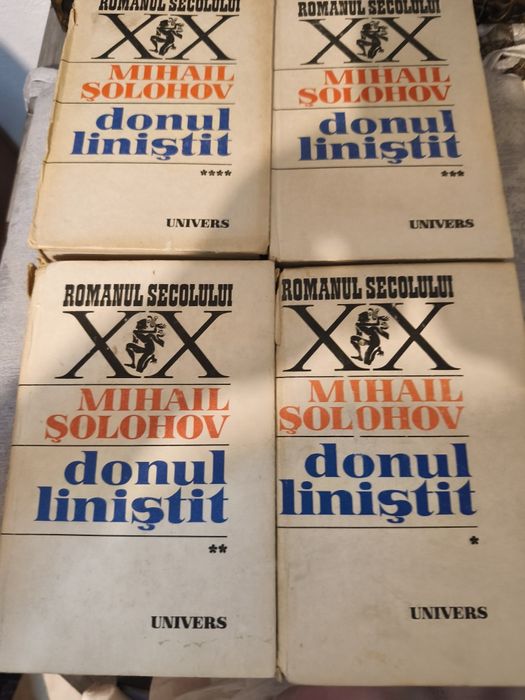 ROMANUL SECOLULUI
XX
MIHAIL
ŞOLOHOV
donul
liniştit
****
UNIVERS
ROMANUL SECOLULUI
XX
MIHAIL
ŞOLOHOV
donul
liniştit
***
UNIVERS
ROMANUL SECOLULUI
XX
MIHAIL
ŞOLOHOV
donul
liniştit
**
UNIVERS
ROMANUL SECOLULUI
XX
MIHAIL
ŞOLOHOV
donul
liniştit
*
UNIVERS